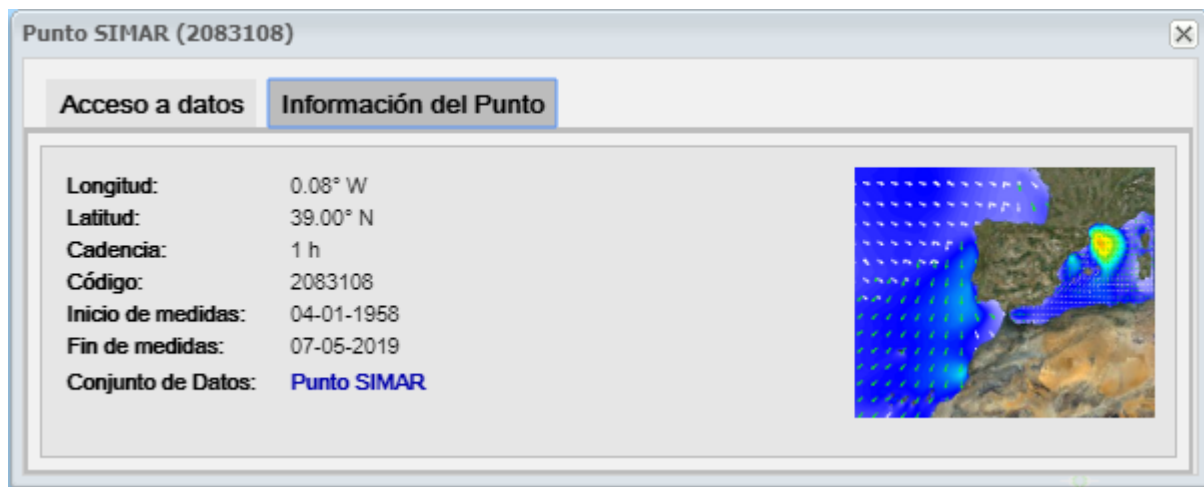 Punto SIMAR (2083108)
Acceso a datos Información del Punto
Longitud: 0.08° W
Latitud: 39.00° N
Cadencia: 1 h
Código: 2083108
Inicio de medidas: 04-01-1958
Fin de medidas: 07-05-2019
Conjunto de Datos: Punto SIMAR